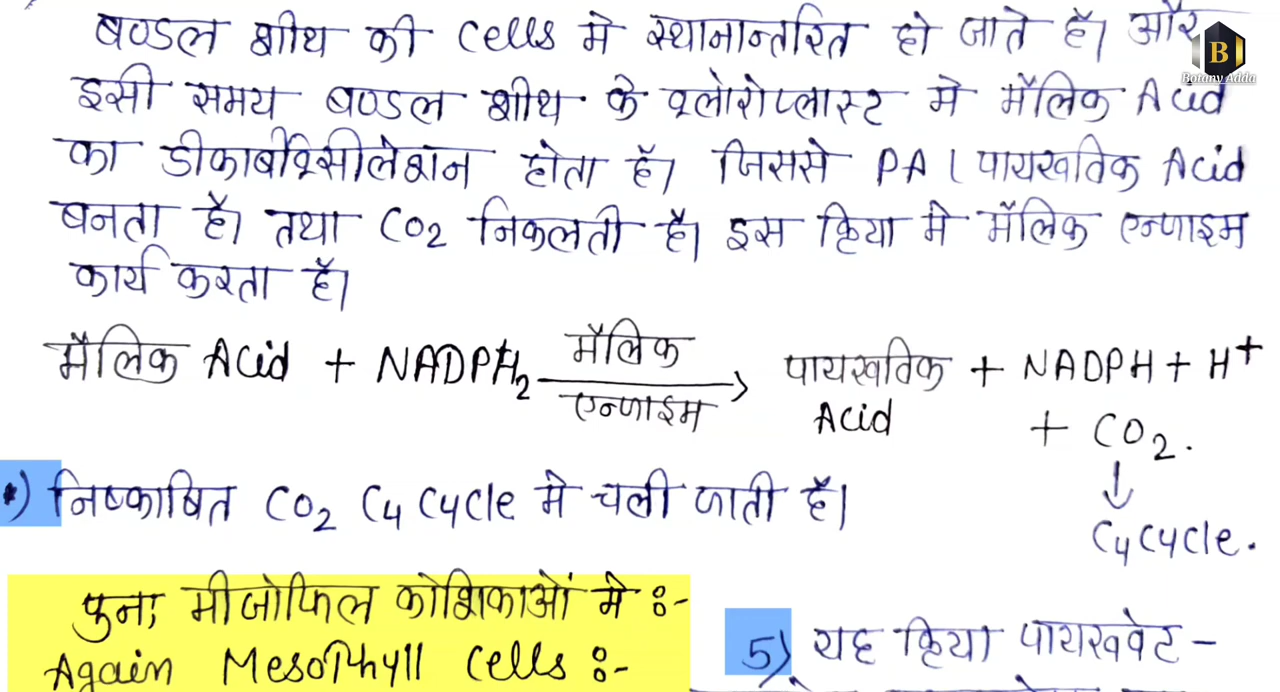 बण्डल शीथ की Cells मे स्थानान्तरित हो जाते हैं। और
B
Botany Adda
इसी समय बण्डल शीथ के क्लोरोप्लास्ट मे मैलिक Acid
का डीकार्बोक्सिलेशन होता है। जिससे PA ( पायरुविक Acid
बनता है। तथा CO2 निकलती है। इस क्रिया मे मैलिक एन्जाइम
कार्य करता है।
मैलिक Acid + NADPH2 मैलिक एन्जाइम → पायरुविक Acid + NADPH + H+
+ CO2.
↓
C4 Cycle.
•) निष्काषित CO2 C4 Cycle मे चली जाती है।
पुनः मीजोफिल कोशिकाओं मे :-
Again Mesophyll Cells :-
5) यह क्रिया पायरुवेट -